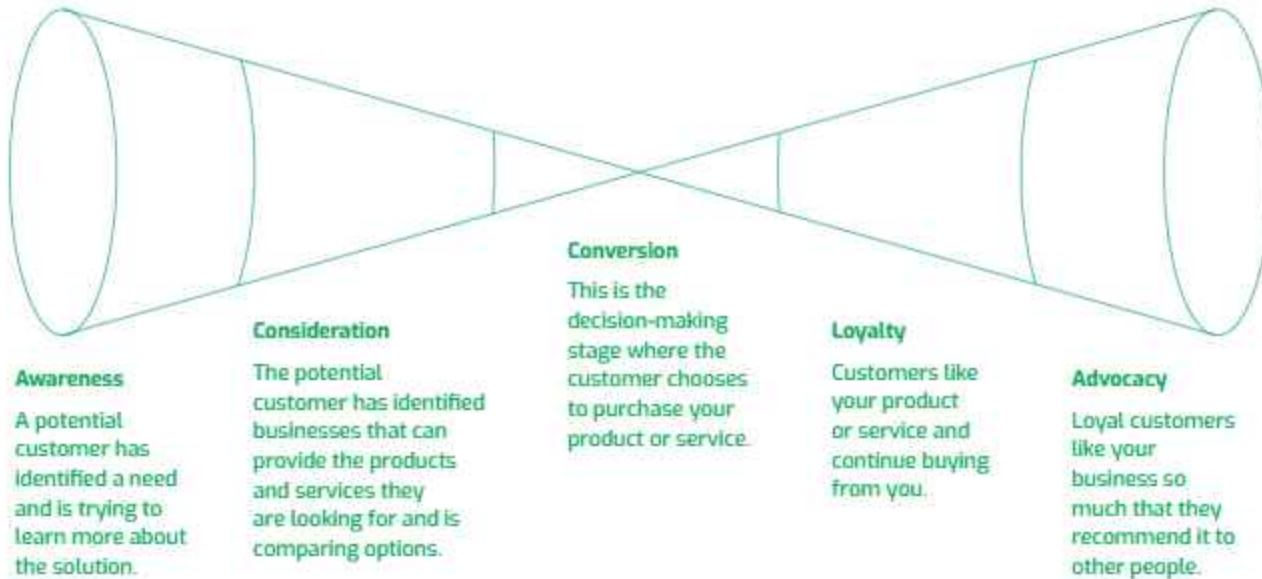 Awareness
A potential
customer has
identified a need
and is trying to
learn more about
the solution.
Consideration
The potential
customer has identified
businesses that can
provide the products
and services they
are looking for and is
comparing options.
Conversion
This is the
decision-making
stage where the
customer chooses
to purchase your
product or service.
Loyalty
Customers like
your product
or service and
continue buying
from you.
Advocacy
Loyal customers
like your
business so
much that they
recommend it to
other people.